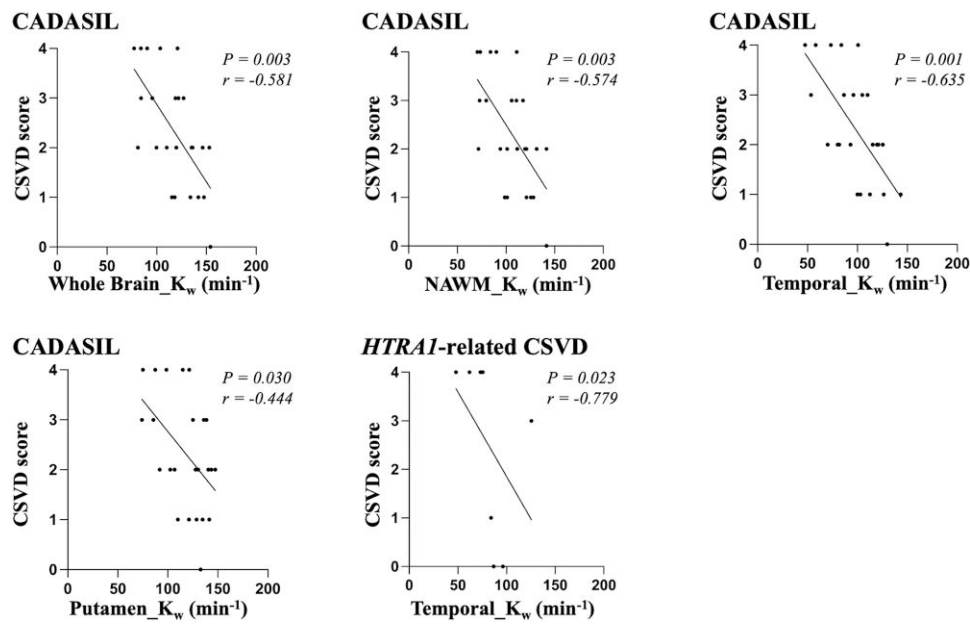 CADASIL
P = 0.003
r = -0.581
CSVD score
4
3
2
1
0
0 50 100 150 200
Whole Brain_Kw (min-1)
CADASIL
P = 0.003
r = -0.574
CSVD score
4
3
2
1
0
0 50 100 150 200
NAWM_Kw (min-1)
CADASIL
P = 0.001
r = -0.635
CSVD score
4
3
2
1
0
0 50 100 150 200
Temporal_Kw (min-1)
CADASIL
P = 0.030
r = -0.444
CSVD score
4
3
2
1
0
0 50 100 150 200
Putamen_Kw (min-1)
HTRA1-related CSVD
P = 0.023
r = -0.779
CSVD score
4
3
2
1
0
0 50 100 150 200
Temporal_Kw (min-1)